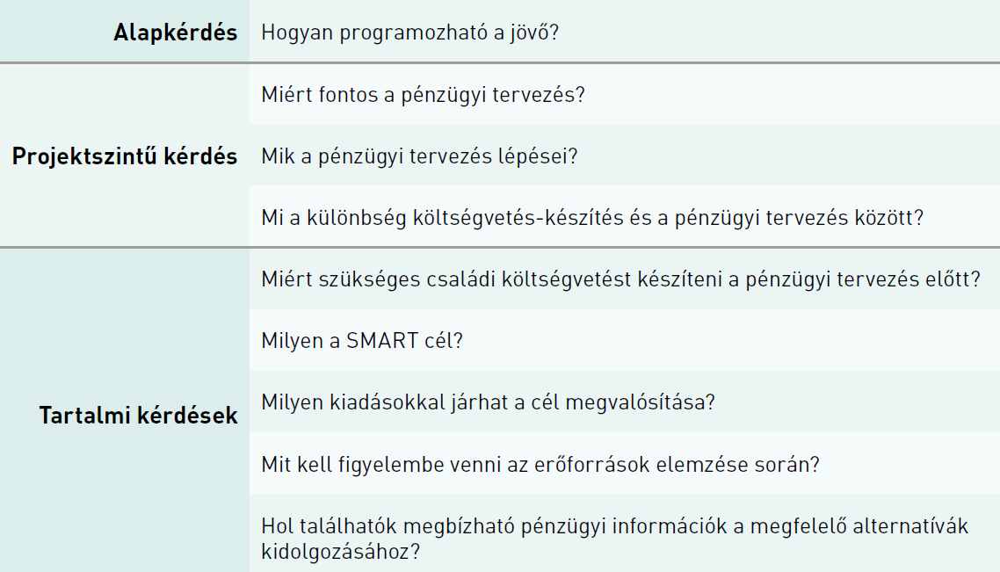 Alapkérdés
Hogyan programozható a jövő?
Projektszintű kérdés
Miért fontos a pénzügyi tervezés?
Mik a pénzügyi tervezés lépései?
Mi a különbség költségvetés-készítés és a pénzügyi tervezés között?
Tartalmi kérdések
Miért szükséges családi költségvetést készíteni a pénzügyi tervezés előtt?
Milyen a SMART cél?
Milyen kiadásokkal járhat a cél megvalósítása?
Mit kell figyelembe venni az erőforrások elemzése során?
Hol találhatók megbízható pénzügyi információk a megfelelő alternatívák
kidolgozásához?